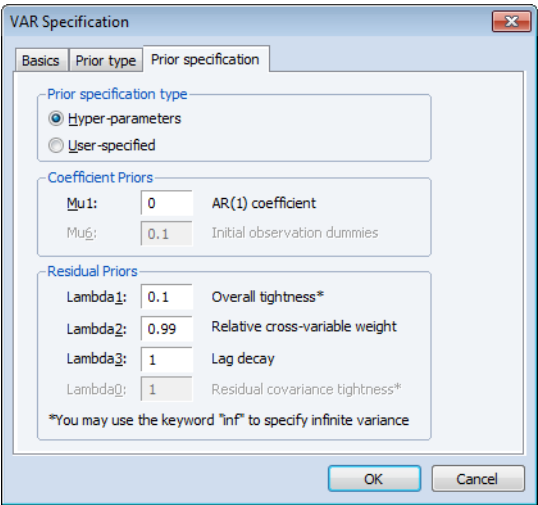 VAR Specification
Basics Prior type Prior specification
Prior specification type
Hyper-parameters
User-specified
Coefficient Priors
Mu1: 0 AR(1) coefficient
Mu6: 0.1 Initial observation dummies
Residual Priors
Lambda1: 0.1 Overall tightness*
Lambda2: 0.99 Relative cross-variable weight
Lambda3: 1 Lag decay
Lambda0: 1 Residual covariance tightness*
*You may use the keyword "inf" to specify infinite variance
OK Cancel